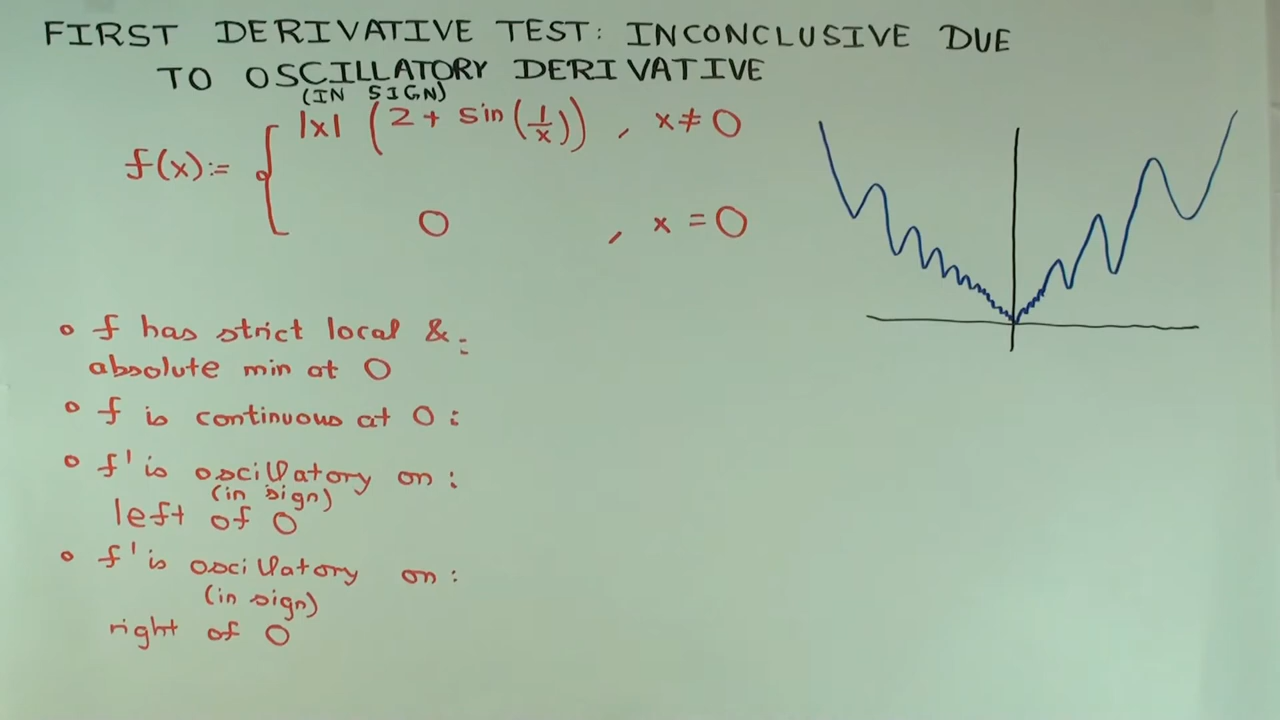 FIRST DERIVATIVE TEST: INCONCLUSIVE DUE
TO OSCILLATORY DERIVATIVE
(IN SIGN)
f(x):= { |x| (2 + sin(1/x)) , x≠0
0 , x = 0
o f has strict local & :
absolute min at 0
o f is continuous at 0 :
o f' is oscillatory on :
(in sign)
left of 0
o f' is oscillatory on :
(in sign)
right of 0